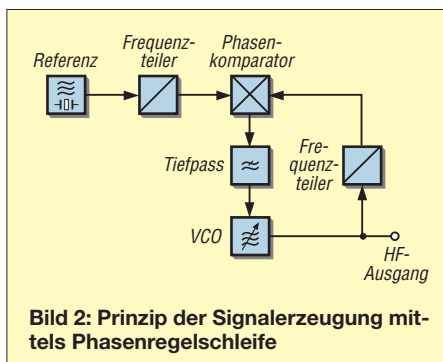 Referenz
Frequenz-
teiler
Phasen-
komparator
Tiefpass
Fre-
quenz-
teiler
VCO
HF-
Ausgang
Bild 2: Prinzip der Signalerzeugung mit-
tels Phasenregelschleife